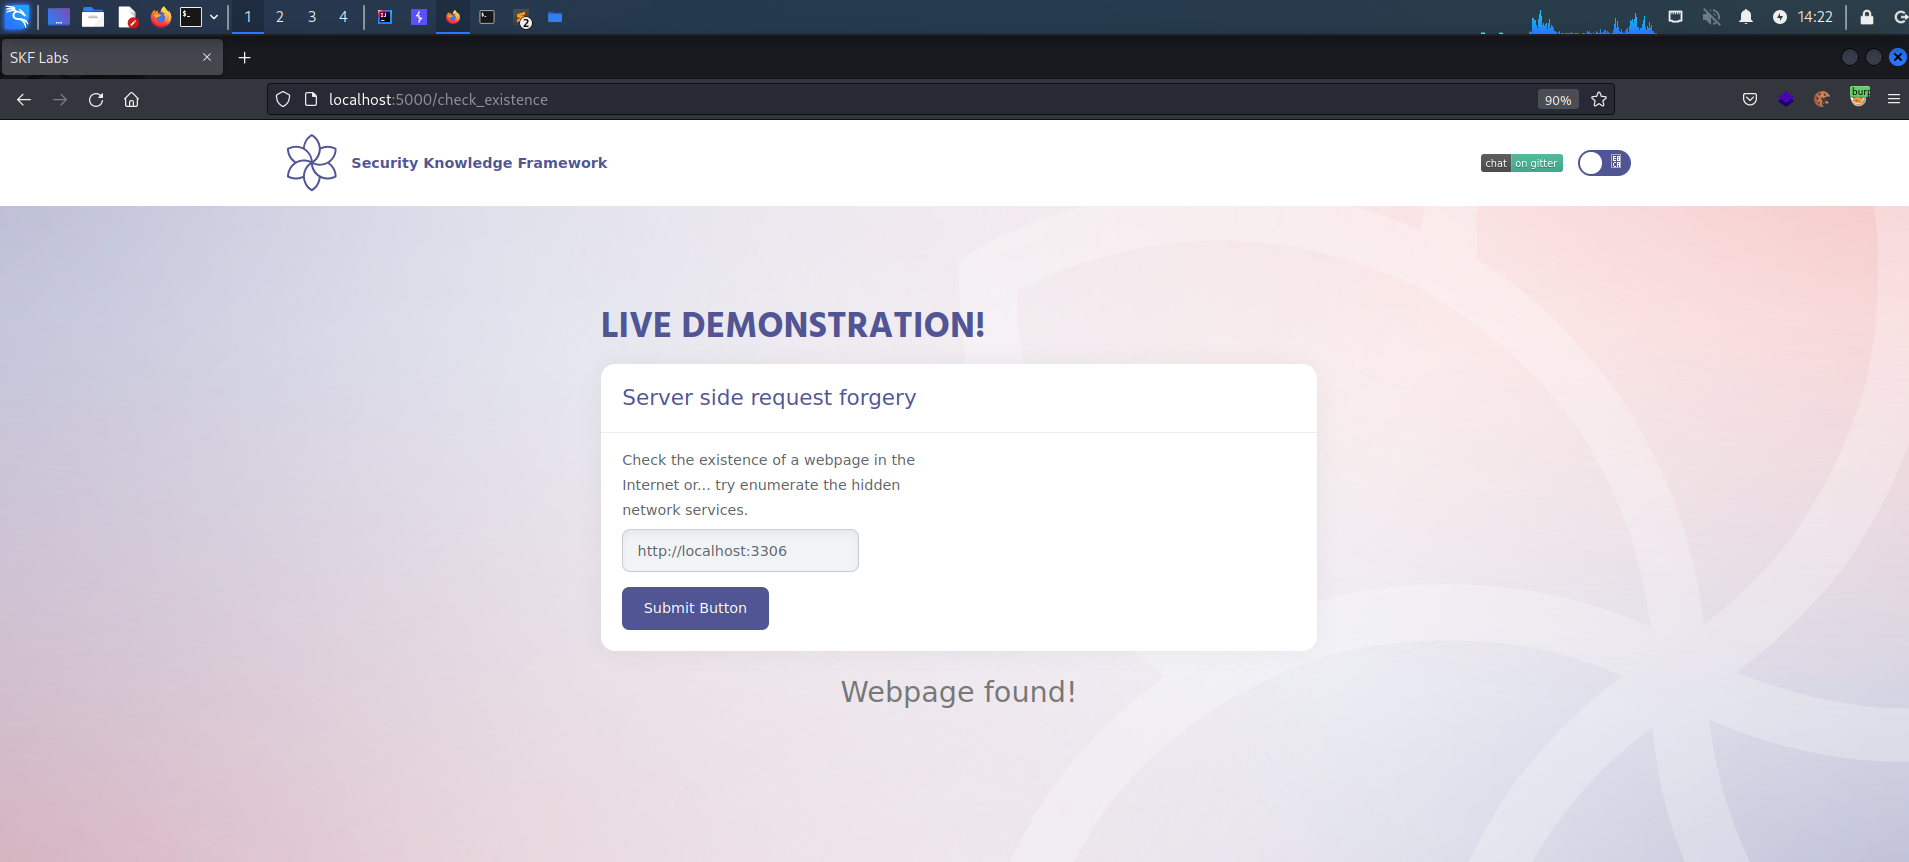 1 2 3 4
2
14:22
SKF Labs
localhost:5000/check_existence
90%
burp
Security Knowledge Framework
chat on gitter
LIVE DEMONSTRATION!
Server side request forgery
Check the existence of a webpage in the
Internet or... try enumerate the hidden
network services.
http://localhost:3306
Submit Button
Webpage found!